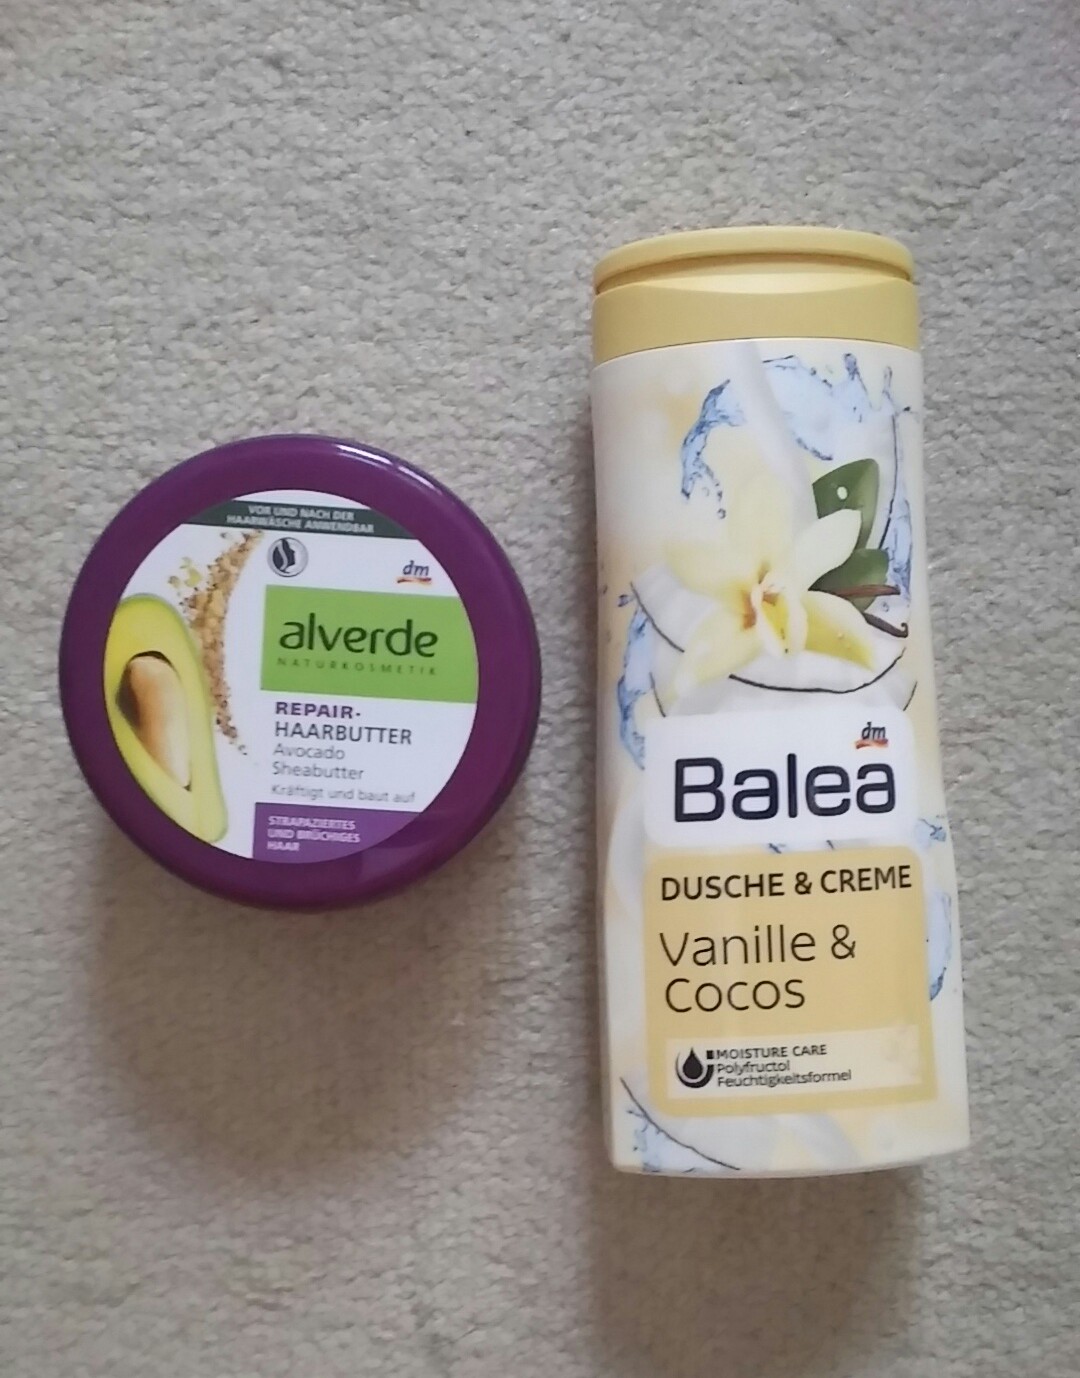 VOR UND NACH DER
HAARWÄSCHE ANWENDBAR
dm
alverde
NATURKOSMETIK
REPAIR-
HAARBUTTER
Avocado
Sheabutter
Kräftigt und baut auf
STRAPAZIERTES
UND BRÜCHIGES
HAAR
dm
Balea
DUSCHE & CREME
Vanille &
Cocos
MOISTURE CARE
Polyfructol
Feuchtigkeitsformel